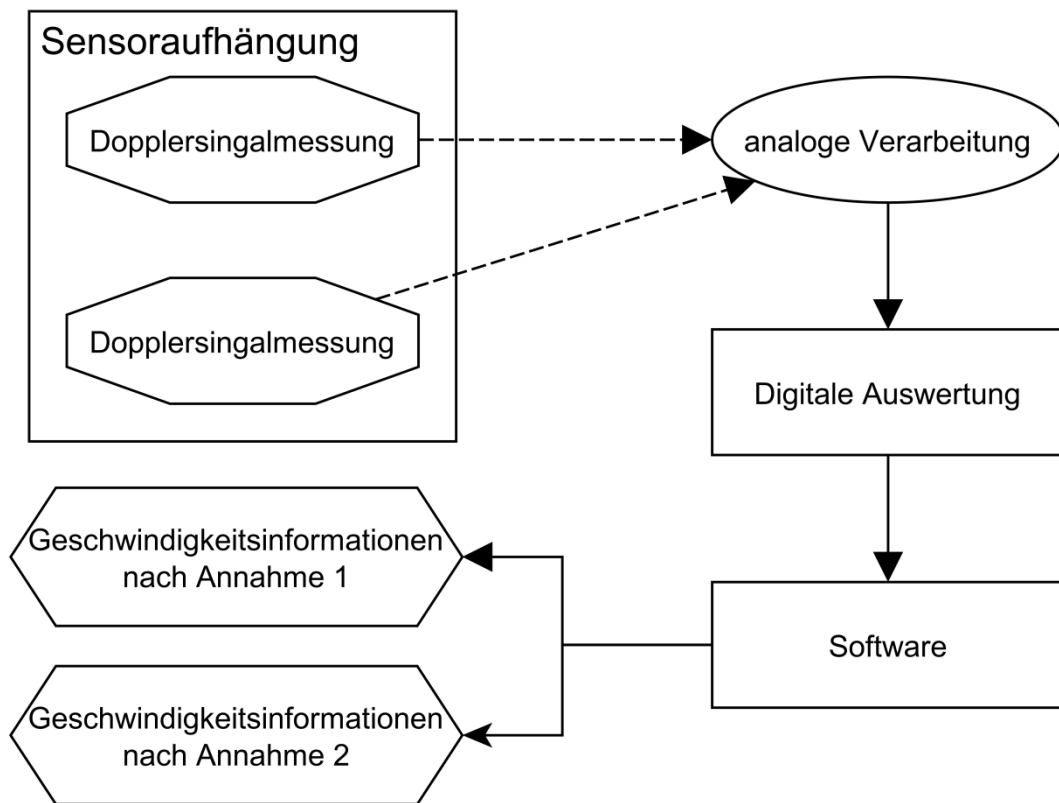 Sensoraufhängung
Dopplersingalmessung
analoge Verarbeitung
Dopplersingalmessung
Digitale Auswertung
Geschwindigkeitsinformationen
nach Annahme 1
Software
Geschwindigkeitsinformationen
nach Annahme 2